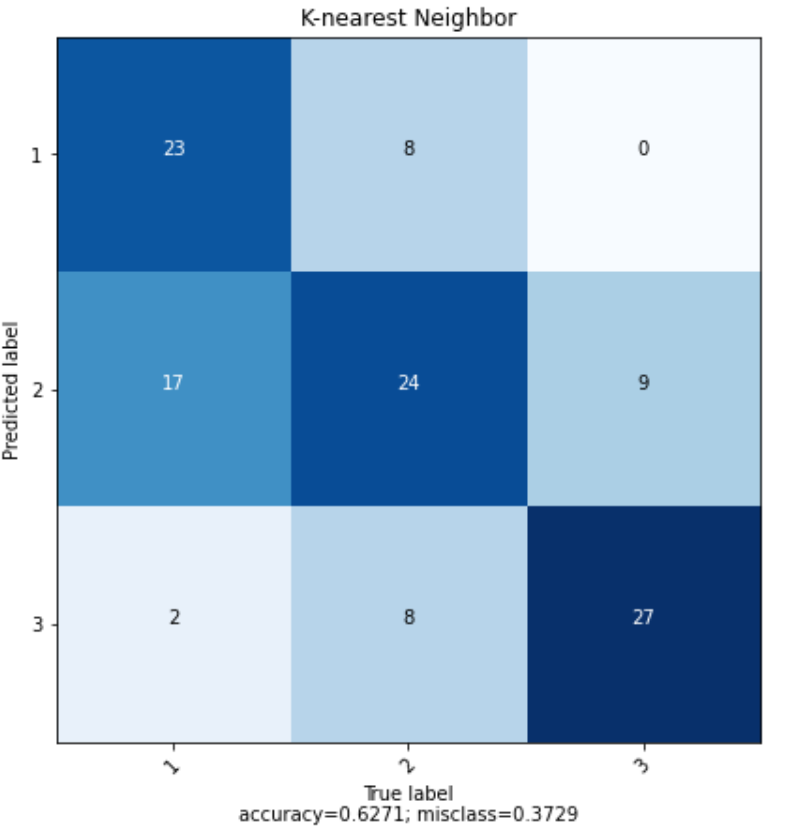 K-nearest Neighbor
23 8 0
1
17 24 9
2
2 8 27
3
Predicted label
1 2 3
True label
accuracy=0.6271; misclass=0.3729